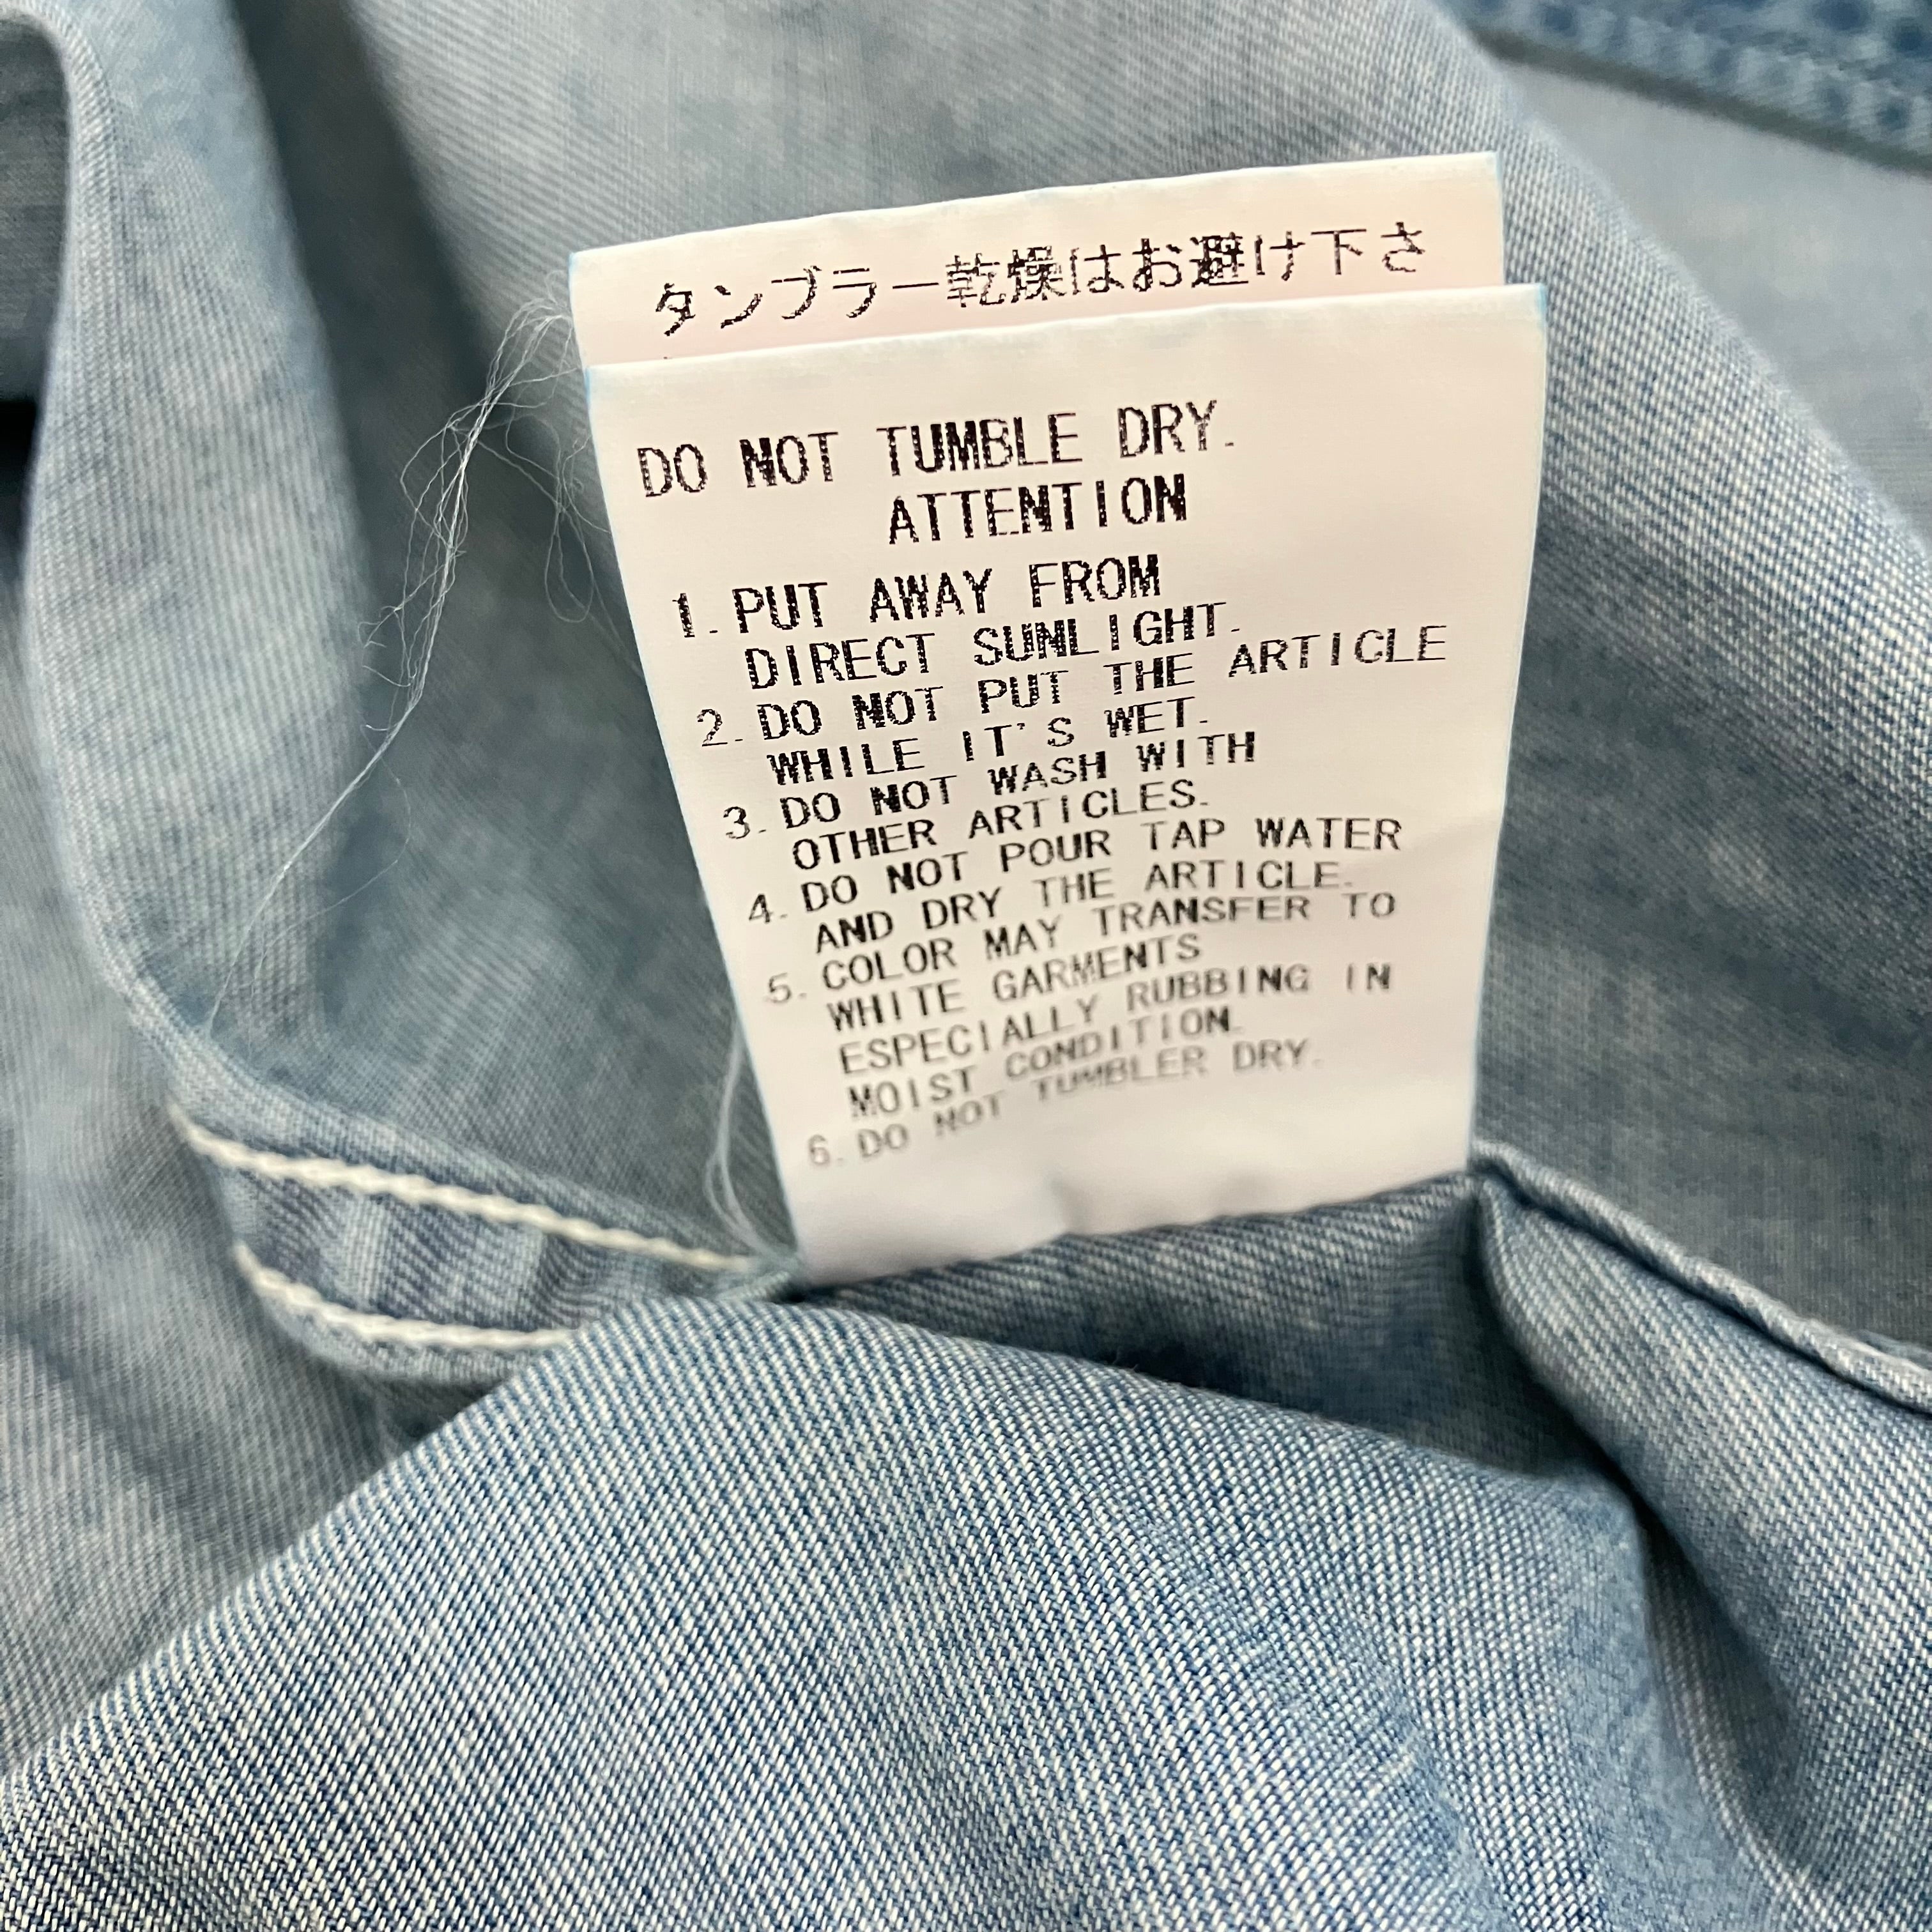 タンブラー乾燥はお避け下さ
DO NOT TUMBLE DRY.
ATTENTION
1. PUT AWAY FROM
DIRECT SUNLIGHT.
2. DO NOT PUT THE ARTICLE
WHILE IT'S WET.
3. DO NOT WASH WITH
OTHER ARTICLES.
4. DO NOT POUR TAP WATER
AND DRY THE ARTICLE.
5. COLOR MAY TRANSFER TO
WHITE GARMENTS
ESPECIALLY RUBBING IN
MOIST CONDITION.
6. DO NOT TUMBLER DRY.